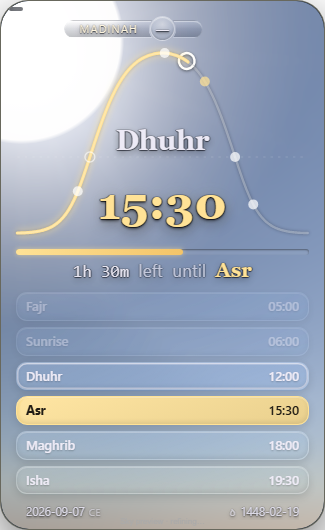 MADINAH —
Dhuhr
15:30
1h 30m left until Asr
Fajr 05:00
Sunrise 06:00
Dhuhr 12:00
Asr 15:30
Maghrib 18:00
Isha 19:30
2026-09-07 CE 1448-02-19